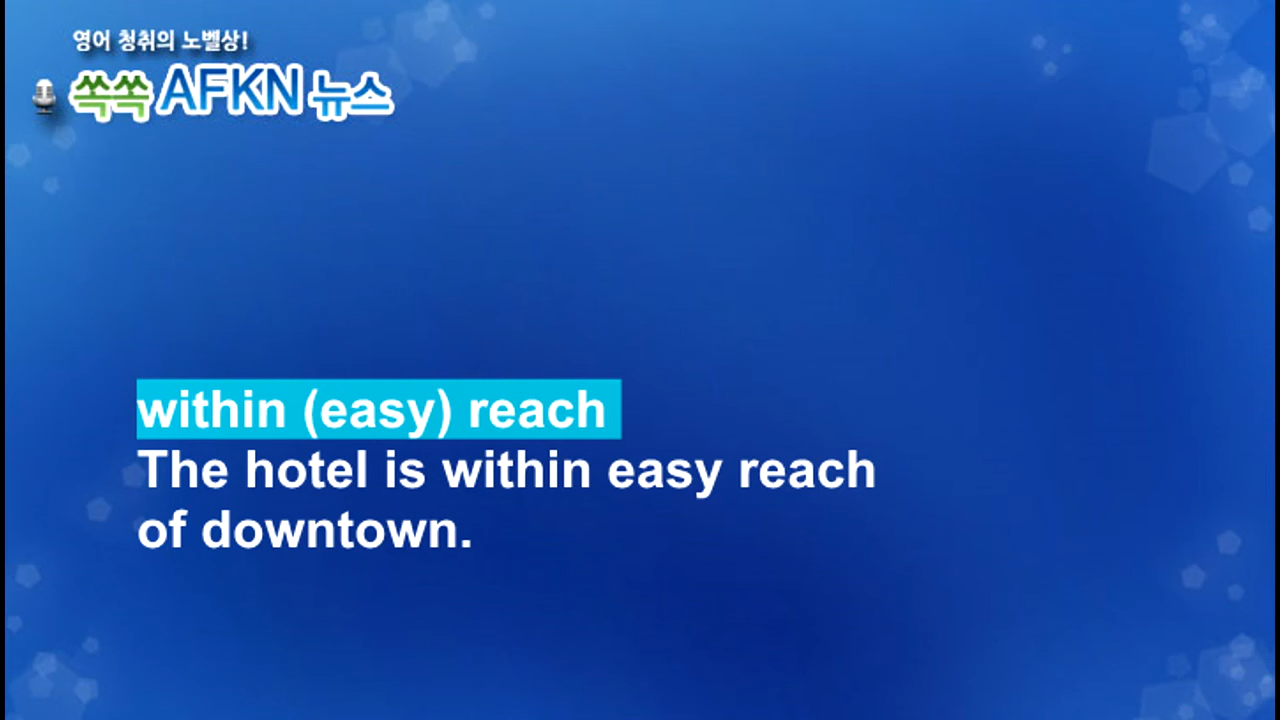 영어 청취의 노벨상!
쏙쏙 AFKN 뉴스
within (easy) reach
The hotel is within easy reach
of downtown.